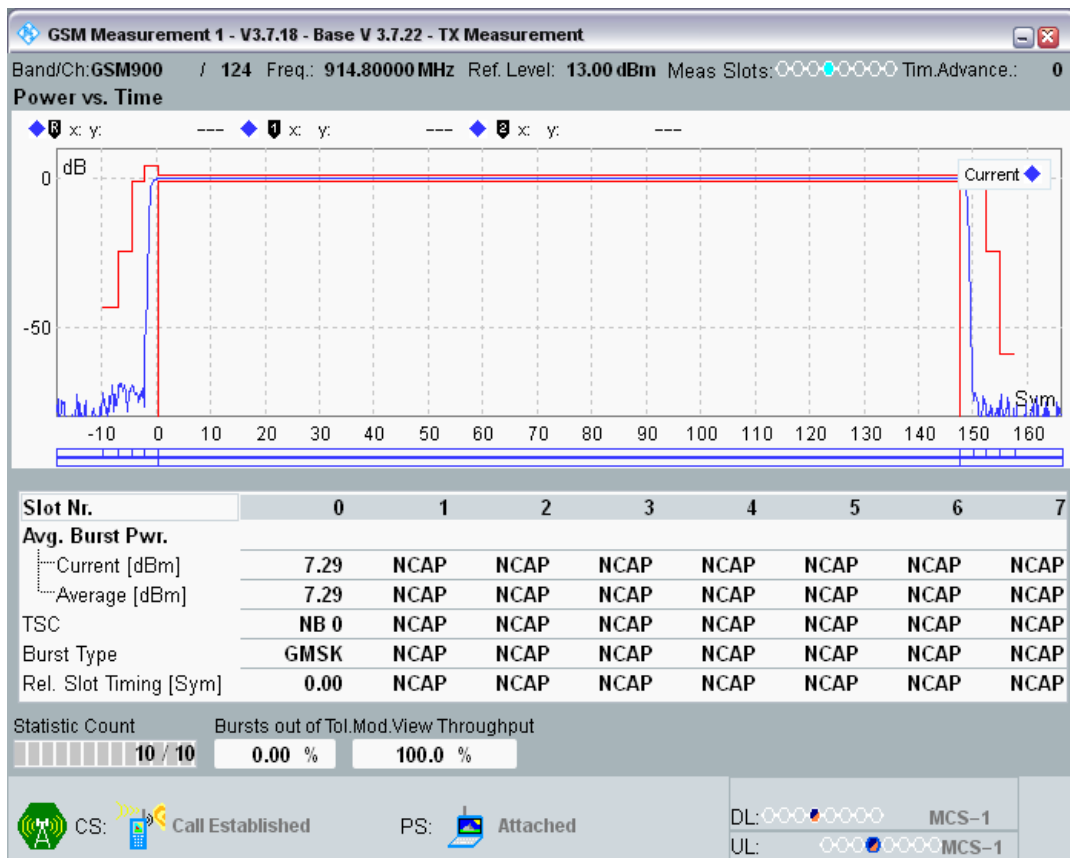 GSM Measurement 1 - V3.7.18 - Base V 3.7.22 - TX Measurement
Band/Ch:GSM900 / 124 Freq.: 914.80000 MHz Ref. Level: 13.00 dBm Meas Slots: Tim.Advance.: 0
Power vs. Time
R x: y: --- 1 x: y: --- 2 x: y: ---
dB
Current
0
-50
Sym
-10 0 10 20 30 40 50 60 70 80 90 100 110 120 130 140 150 160
Slot Nr. 0 1 2 3 4 5 6 7
Avg. Burst Pwr.
Current [dBm] 7.29 NCAP NCAP NCAP NCAP NCAP NCAP NCAP
Average [dBm] 7.29 NCAP NCAP NCAP NCAP NCAP NCAP NCAP
TSC NB 0 NCAP NCAP NCAP NCAP NCAP NCAP NCAP
Burst Type GMSK NCAP NCAP NCAP NCAP NCAP NCAP NCAP
Rel. Slot Timing [Sym] 0.00 NCAP NCAP NCAP NCAP NCAP NCAP NCAP
Statistic Count Bursts out of Tol. Mod.View Throughput
10 / 10 0.00 % 100.0 %
CS: Call Established PS: Attached
DL: MCS-1
UL: MCS-1